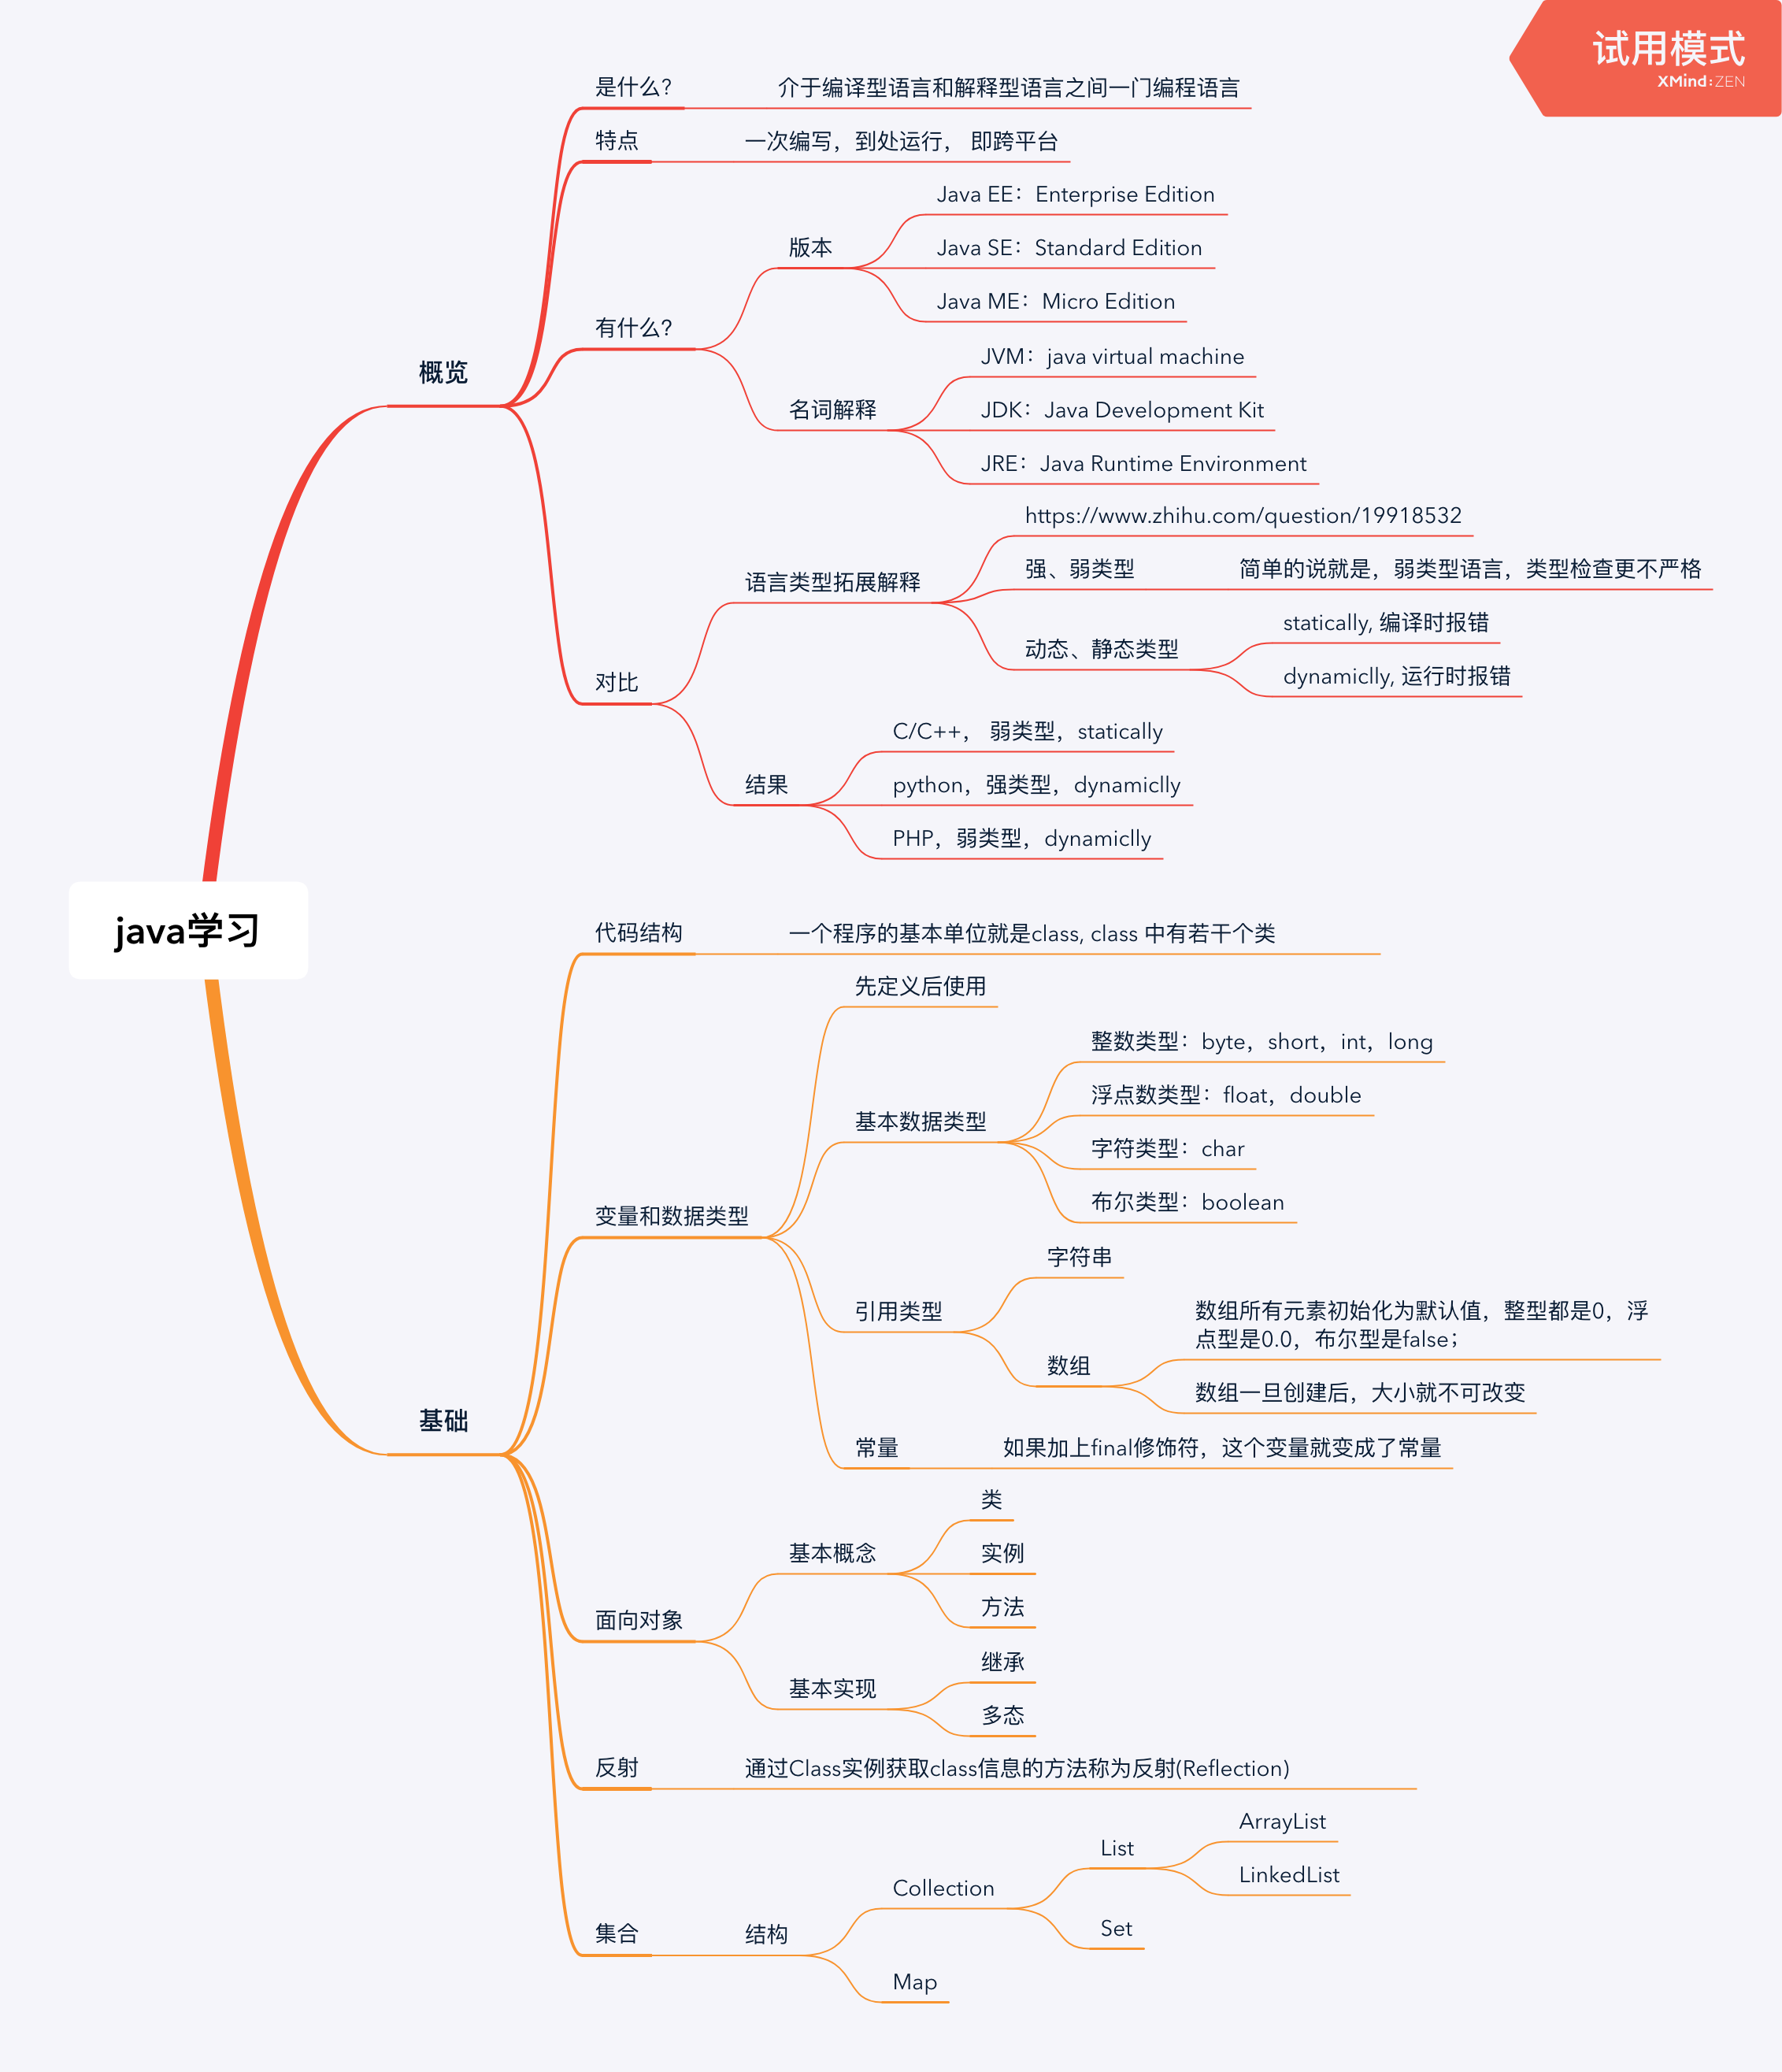 试用模式
XMind:ZEN
java学习
概览
是什么?
介于编译型语言和解释型语言之间一门编程语言
特点
一次编写，到处运行， 即跨平台
有什么?
版本
Java EE：Enterprise Edition
Java SE：Standard Edition
Java ME：Micro Edition
名词解释
JVM：java virtual machine
JDK：Java Development Kit
JRE：Java Runtime Environment
对比
语言类型拓展解释
https://www.zhihu.com/question/19918532
强、弱类型
简单的说就是，弱类型语言，类型检查更不严格
动态、静态类型
statically, 编译时报错
dynamiclly, 运行时报错
结果
C/C++， 弱类型，statically
python，强类型，dynamiclly
PHP，弱类型，dynamiclly
基础
代码结构
一个程序的基本单位就是class, class 中有若干个类
变量和数据类型
先定义后使用
基本数据类型
整数类型：byte，short，int，long
浮点数类型：float，double
字符类型：char
布尔类型：boolean
引用类型
字符串
数组
数组所有元素初始化为默认值，整型都是0，浮
点型是0.0，布尔型是false；
数组一旦创建后，大小就不可改变
常量
如果加上final修饰符，这个变量就变成了常量
面向对象
基本概念
类
实例
方法
基本实现
继承
多态
反射
通过Class实例获取class信息的方法称为反射(Reflection)
集合
结构
Collection
List
ArrayList
LinkedList
Set
Map